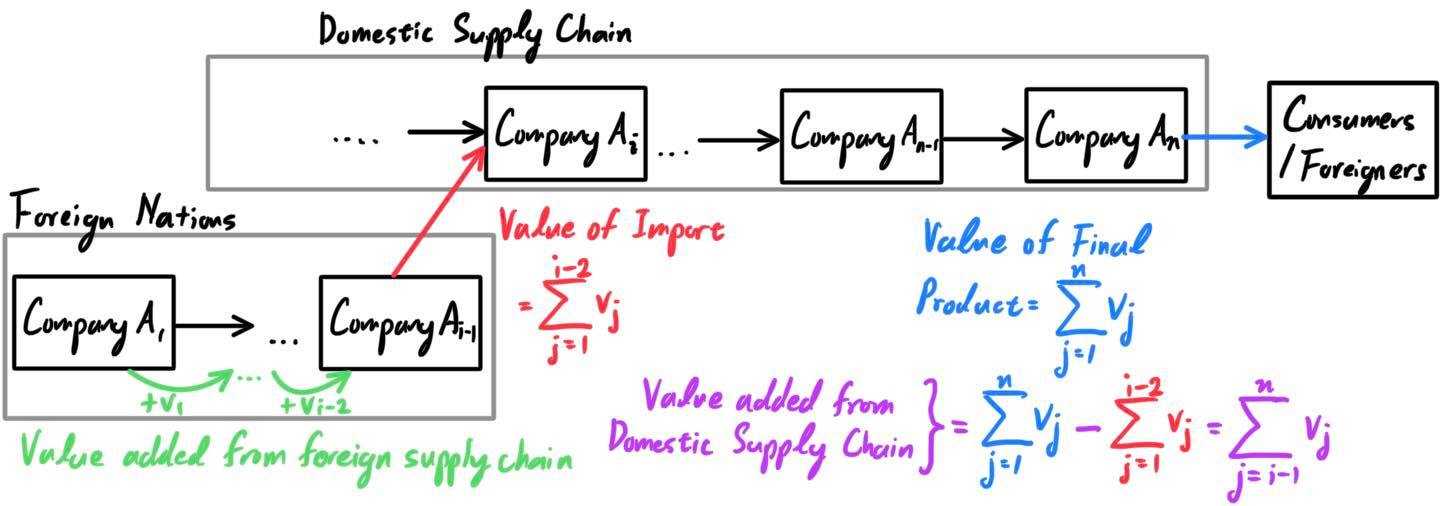 Domestic Supply Chain
.... → Company A_i ... → Company A_{n-1} → Company A_n → Consumers
/ Foreigners
Foreign Nations
Company A_1 → ... Company A_{i-1}
+v_1 ... +v_{i-2}
Value added from foreign supply chain
Value of Import
= \sum_{j=1}^{i-2} v_j
Value of Final
Product = \sum_{j=1}^{n} v_j
Value added from
Domestic Supply Chain } = \sum_{j=1}^{n} v_j - \sum_{j=1}^{i-2} v_j = \sum_{j=i-1}^{n} v_j